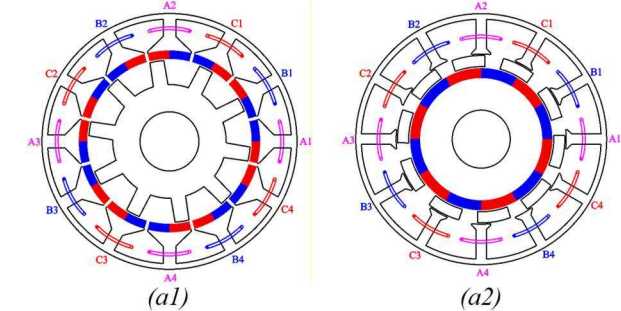 A2 A2
B2 C1 B2 C1
C2 B1 C2 B1
A3 A1 A3 A1
B3 C4 B3 C4
C3 B4 C3 B4
A4 A4
(a1) (a2)